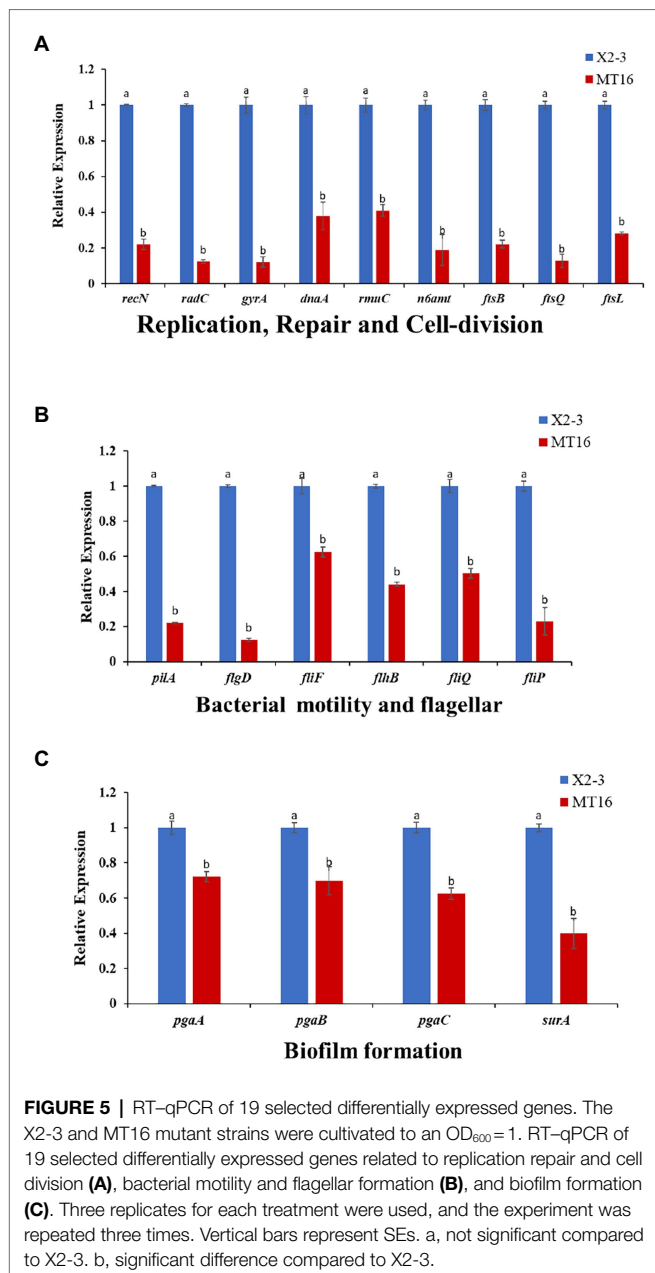 A
X2-3
MT16
Relative Expression
1.2
1
0.8
0.6
0.4
0.2
0
a a a a a a a a a
b b b b b b b b b
recN radC gyrA dnaA rmuC n6amt ftsB ftsQ ftsL
Replication, Repair and Cell-division
B
X2-3
MT16
Relative Expression
1.2
1
0.8
0.6
0.4
0.2
0
a a a a a a
b b b b b b
pilA flgD fliF flhB fliQ fliP
Bacterial motility and flagellar
C
X2-3
MT16
Relative Expression
1.2
1
0.8
0.6
0.4
0.2
0
a a a a
b b b b
pgaA pgaB pgaC surA
Biofilm formation
FIGURE 5 | RT–qPCR of 19 selected differentially expressed genes. The
X2-3 and MT16 mutant strains were cultivated to an OD₆₀₀=1. RT–qPCR of
19 selected differentially expressed genes related to replication repair and cell
division (A), bacterial motility and flagellar formation (B), and biofilm formation
(C). Three replicates for each treatment were used, and the experiment was
repeated three times. Vertical bars represent SEs. a, not significant compared
to X2-3. b, significant difference compared to X2-3.